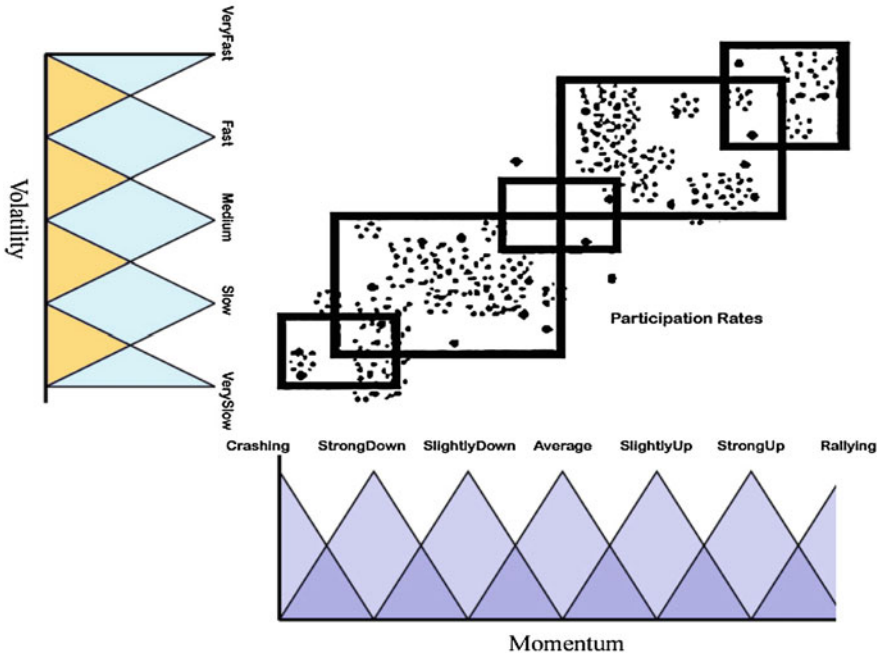 VeryFast
Fast
Medium
Slow
VerySlow
Volatility
Participation Rates
Crashing StrongDown SlightlyDown Average SlightlyUp StrongUp Rallying
Momentum